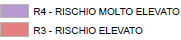 R4 - RISCHIO MOLTO ELEVATO
R3 - RISCHIO ELEVATO